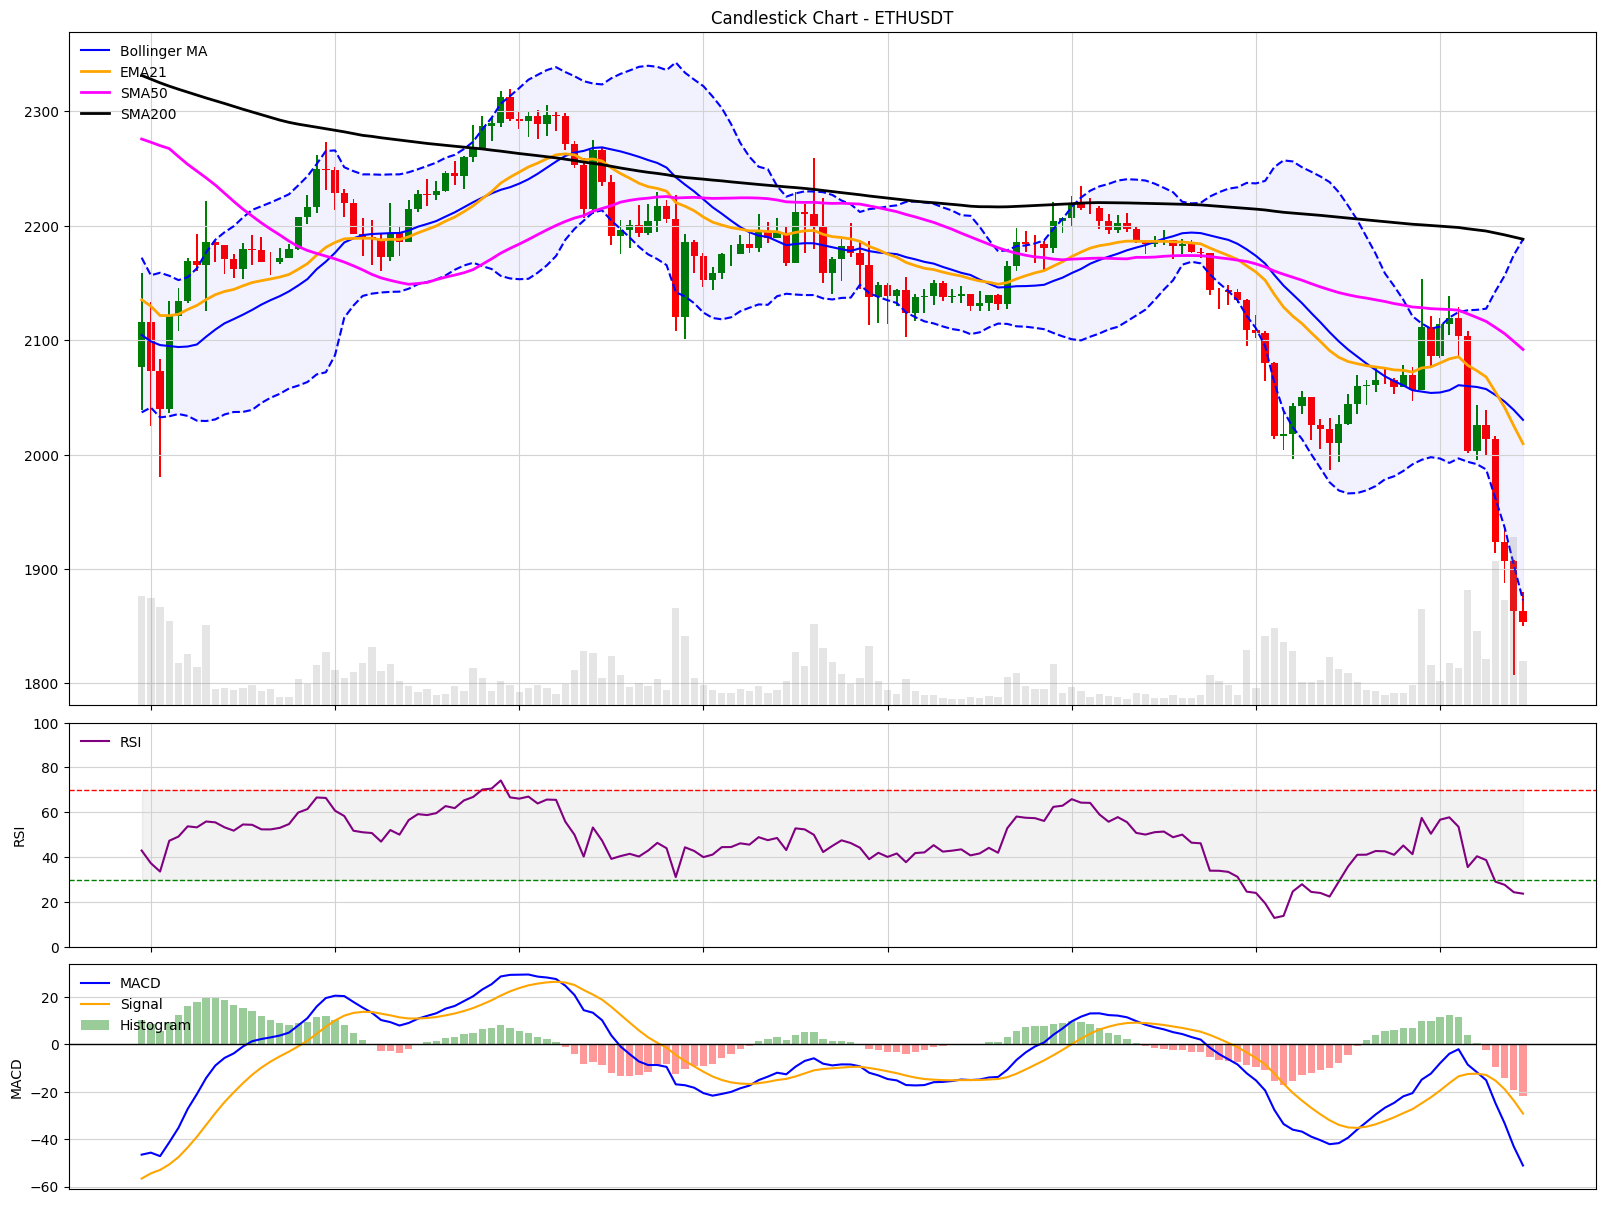 Candlestick Chart - ETHUSDT
Bollinger MA
EMA21
SMA50
SMA200
2300
2200
2100
2000
1900
1800
RSI
100
80
60
40
20
0
RSI
MACD
Signal
Histogram
20
0
−20
−40
−60
MACD